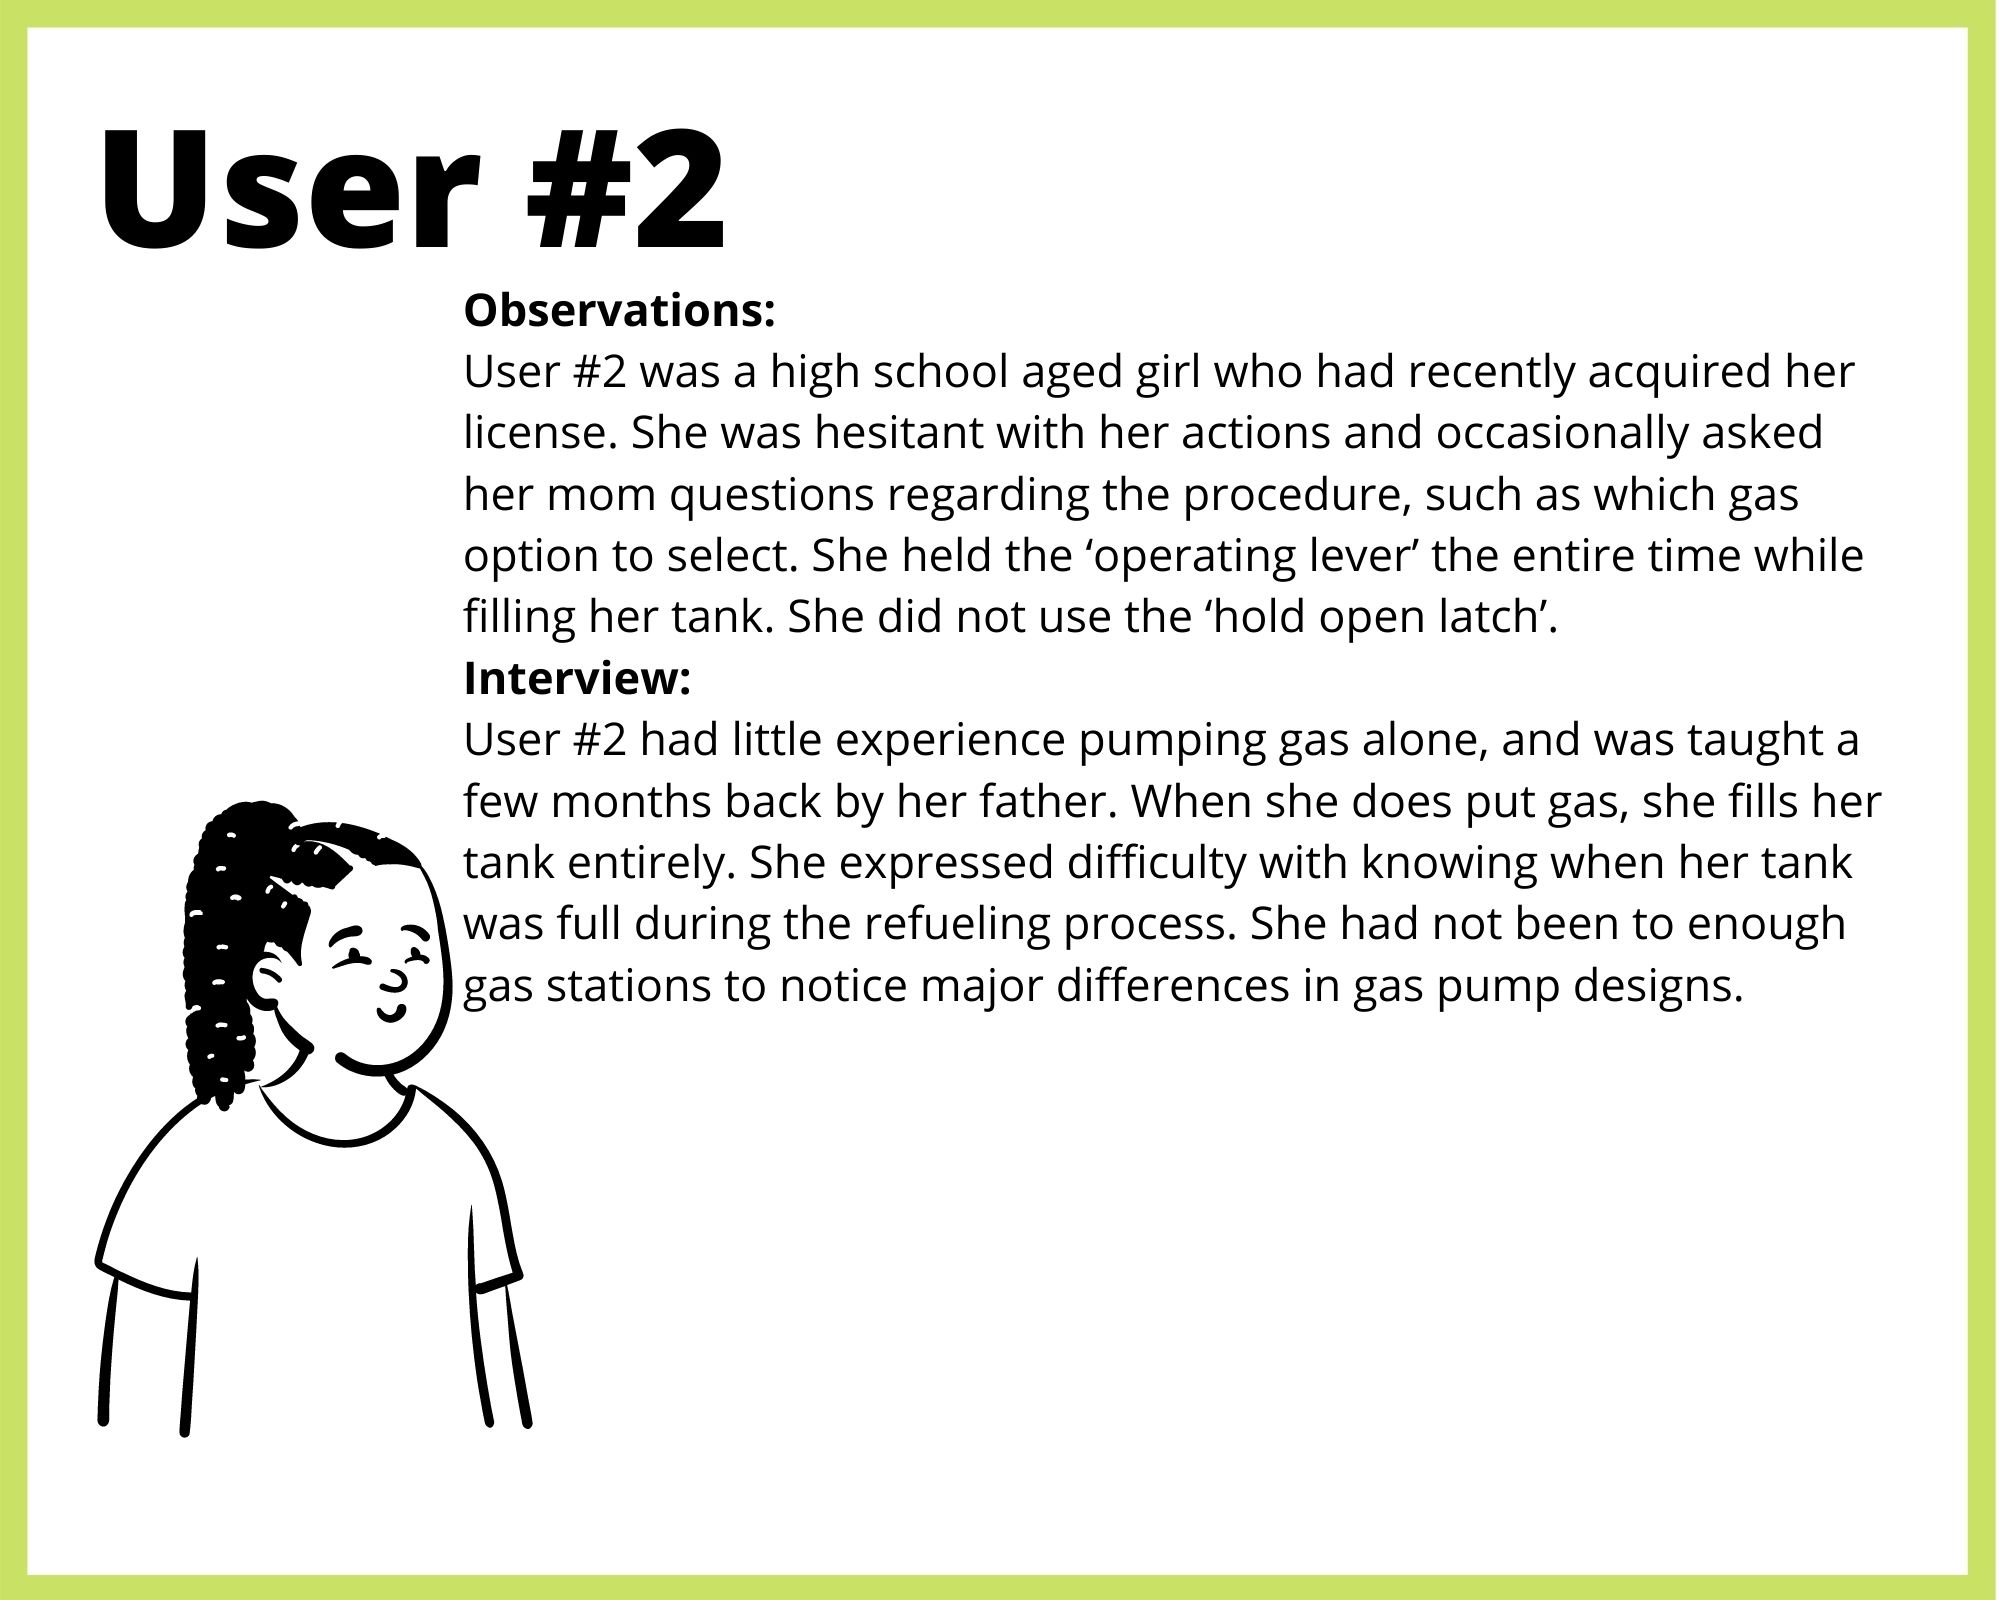 User #2
Observations:
User #2 was a high school aged girl who had recently acquired her
license. She was hesitant with her actions and occasionally asked
her mom questions regarding the procedure, such as which gas
option to select. She held the ‘operating lever’ the entire time while
filling her tank. She did not use the ‘hold open latch’.
Interview:
User #2 had little experience pumping gas alone, and was taught a
few months back by her father. When she does put gas, she fills her
tank entirely. She expressed difficulty with knowing when her tank
was full during the refueling process. She had not been to enough
gas stations to notice major differences in gas pump designs.